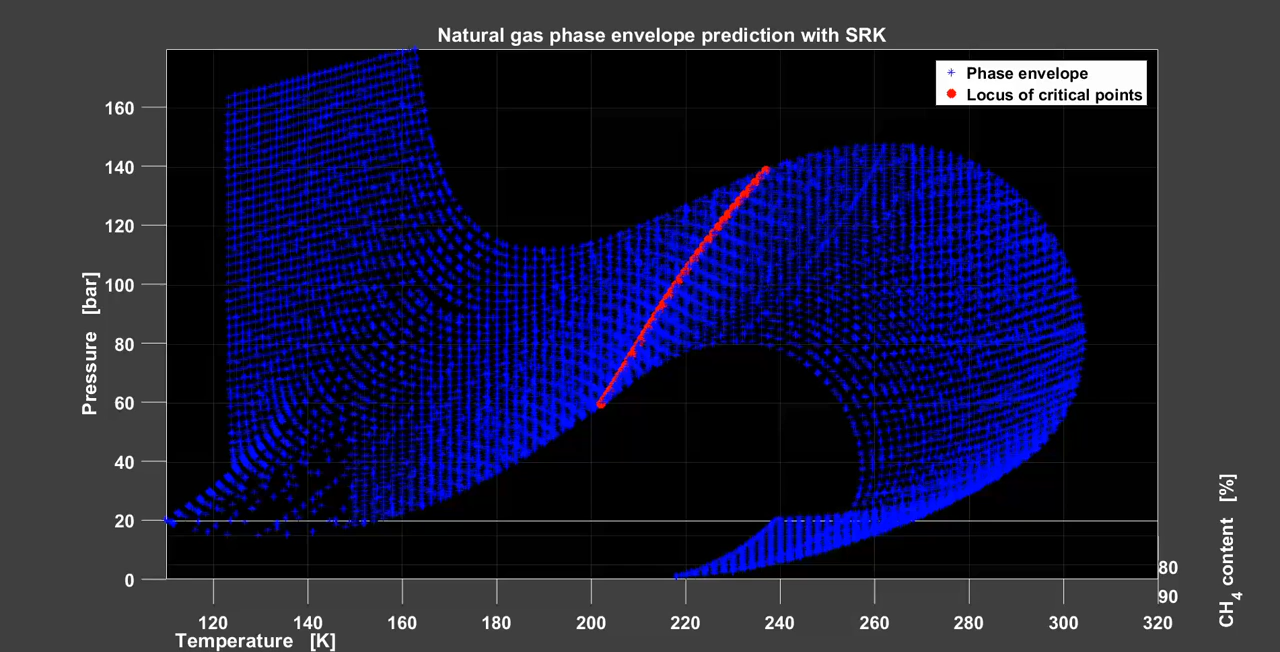 Natural gas phase envelope prediction with SRK
Phase envelope
Locus of critical points
Pressure [bar]
160
140
120
100
80
60
40
20
0
120 140 160 180 200 220 240 260 280 300 320
Temperature [K]
80
90
CH4 content [%]